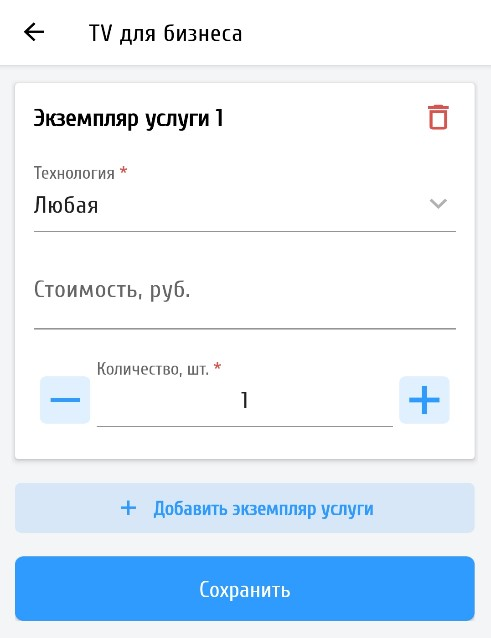 TV для бизнеса
Экземпляр услуги 1
Технология *
Любая
Стоимость, руб.
Количество, шт. *
1
+ Добавить экземпляр услуги
Сохранить